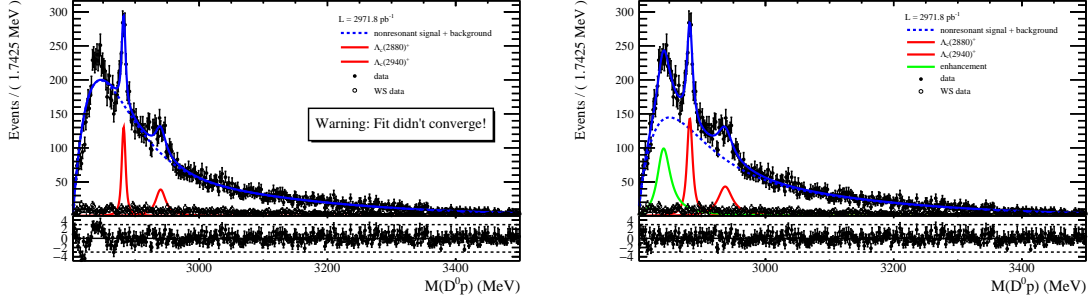 Events / ( 1.7425 MeV )
300
250
200
150
100
50
L = 2971.8 pb⁻¹
nonresonant signal + background
Λc(2880)⁺
Λc(2940)⁺
data
WS data
Warning: Fit didn't converge!
4
2
0
−2
−4
3000
3200
3400
M(D⁰p) (MeV)
Events / ( 1.7425 MeV )
300
250
200
150
100
50
L = 2971.8 pb⁻¹
nonresonant signal + background
Λc(2880)⁺
Λc(2940)⁺
enhancement
data
WS data
4
2
0
−2
−4
3000
3200
3400
M(D⁰p) (MeV)